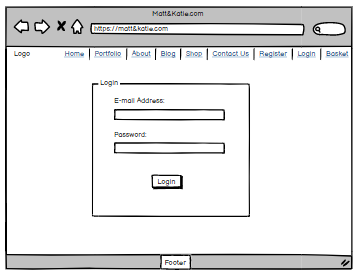 Matt&Katie.com
https://matt&katie.com
Logo Home Portfolio About Blog Shop Contact Us Register Login Basket
Login
E-mail Address:
Password:
Login
Footer